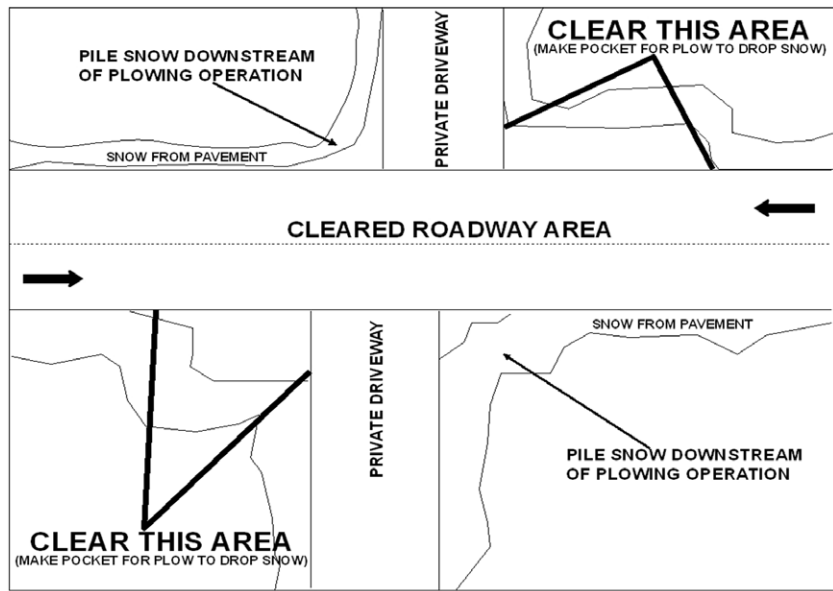 PILE SNOW DOWNSTREAM
OF PLOWING OPERATION
SNOW FROM PAVEMENT
PRIVATE DRIVEWAY
CLEAR THIS AREA
(MAKE POCKET FOR PLOW TO DROP SNOW)
CLEARED ROADWAY AREA
CLEAR THIS AREA
(MAKE POCKET FOR PLOW TO DROP SNOW)
PRIVATE DRIVEWAY
SNOW FROM PAVEMENT
PILE SNOW DOWNSTREAM
OF PLOWING OPERATION